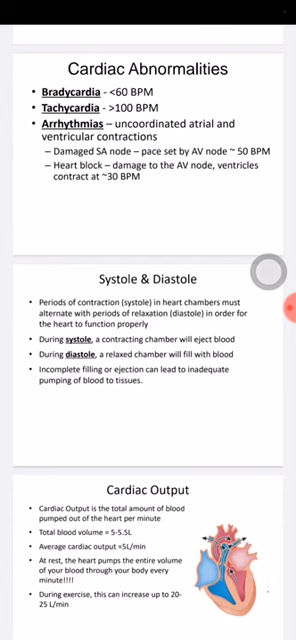 Cardiac Abnormalities
• Bradycardia - <60 BPM
• Tachycardia - >100 BPM
• Arrhythmias – uncoordinated atrial and
ventricular contractions
– Damaged SA node – pace set by AV node ~ 50 BPM
– Heart block – damage to the AV node, ventricles
contract at ~30 BPM
Systole & Diastole
• Periods of contraction (systole) in heart chambers must
alternate with periods of relaxation (diastole) in order for
the heart to function properly
• During systole, a contracting chamber will eject blood
• During diastole, a relaxed chamber will fill with blood
• Incomplete filling or ejection can lead to inadequate
pumping of blood to tissues.
Cardiac Output
• Cardiac Output is the total amount of blood
pumped out of the heart per minute
• Total blood volume = 5-5.5L
• Average cardiac output =5L/min
• At rest, the heart pumps the entire volume
of your blood through your body every
minute!!!!
• During exercise, this can increase up to 20-
25 L/min